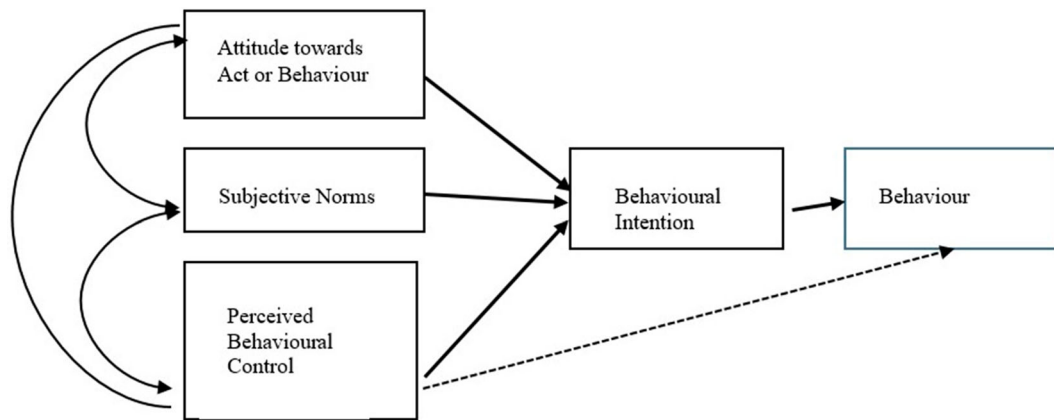 Attitude towards
Act or Behaviour
Subjective Norms
Perceived
Behavioural
Control
Behavioural
Intention
Behaviour